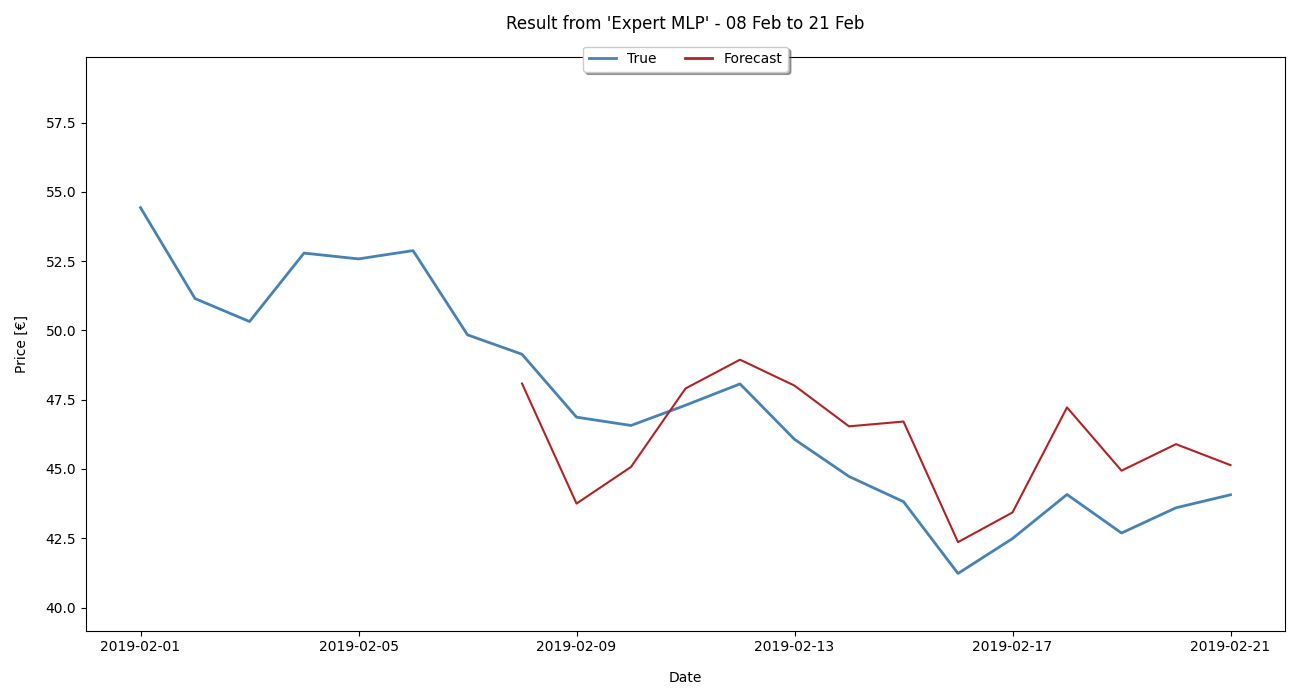 Result from 'Expert MLP' - 08 Feb to 21 Feb
True Forecast
57.5
55.0
52.5
50.0
47.5
45.0
42.5
40.0
Price [€]
2019-02-01 2019-02-05 2019-02-09 2019-02-13 2019-02-17 2019-02-21
Date